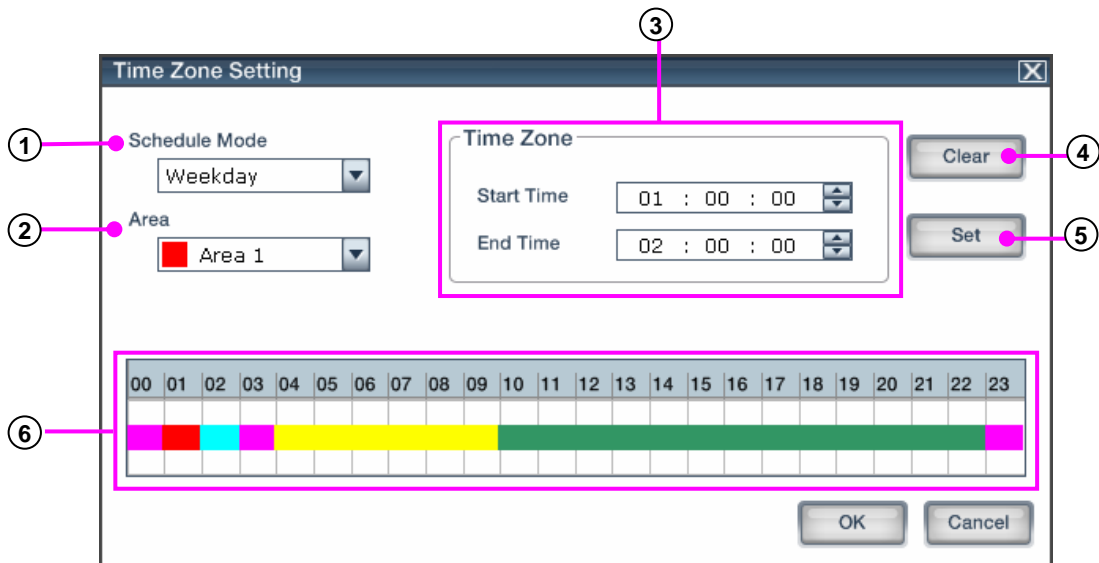 3
Time Zone Setting
1
Schedule Mode
Weekday
2
Area
Area 1
Time Zone
Start Time
01 : 00 : 00
End Time
02 : 00 : 00
Clear
4
Set
5
6
00 01 02 03 04 05 06 07 08 09 10 11 12 13 14 15 16 17 18 19 20 21 22 23
OK
Cancel